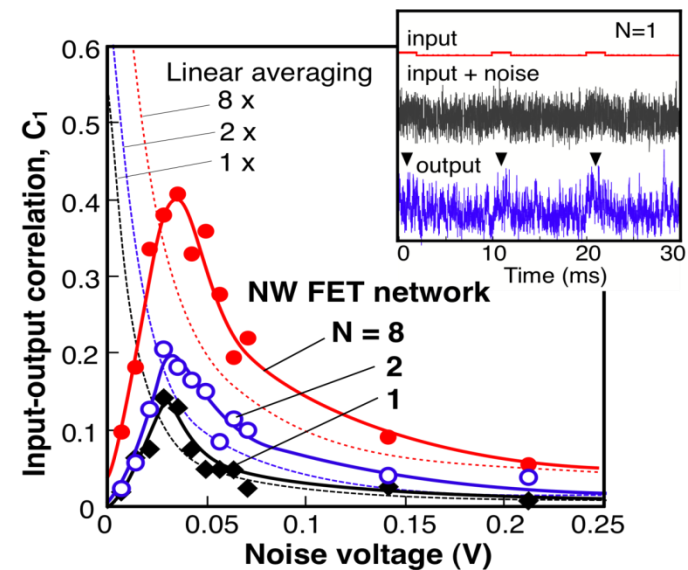 0.6
0.5
0.4
0.3
0.2
0.1
0
Input-output correlation, C1
Linear averaging
8 x
2 x
1 x
NW FET network
N = 8
2
1
0
0.05
0.1
0.15
0.2
0.25
Noise voltage (V)
input
N=1
input + noise
output
0
10
20
30
Time (ms)